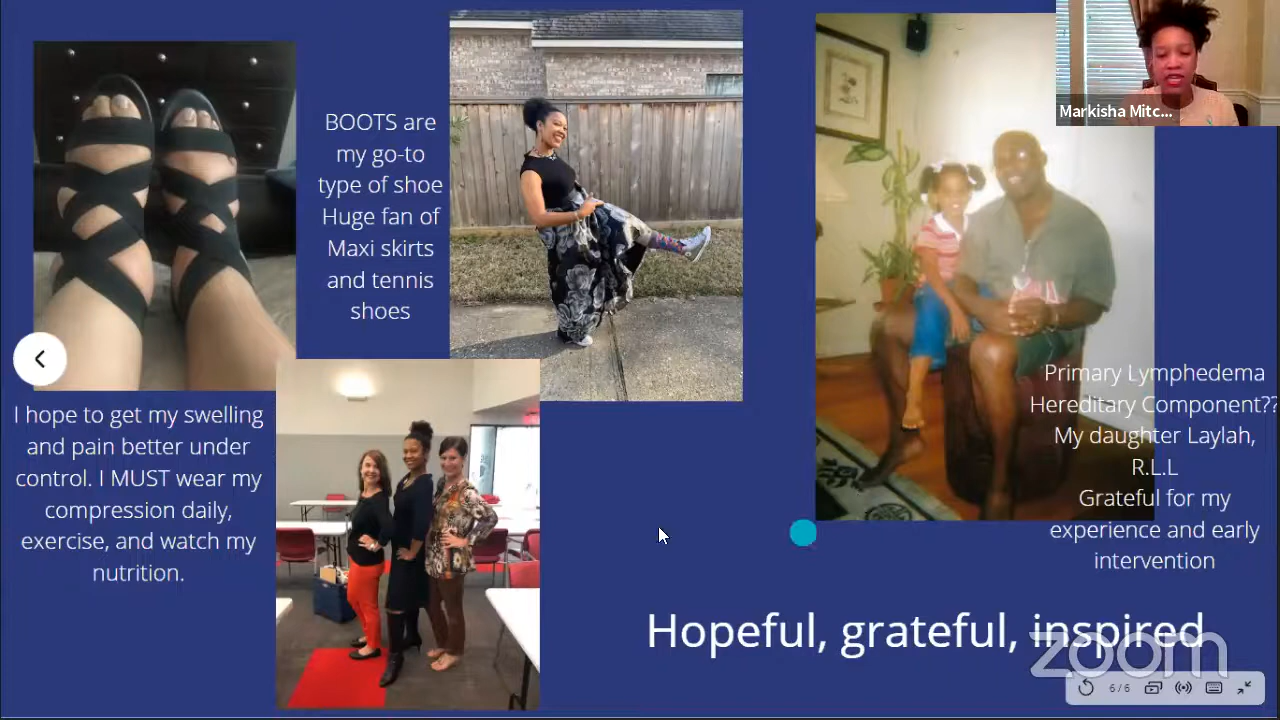 Markisha Mitc...
BOOTS are
my go-to
type of shoe
Huge fan of
Maxi skirts
and tennis
shoes
I hope to get my swelling
and pain better under
control. I MUST wear my
compression daily,
exercise, and watch my
nutrition.
Primary Lymphedema
Hereditary Component??
My daughter Laylah,
R.L.L
Grateful for my
experience and early
intervention
Hopeful, grateful, inspired
zoom
6/6